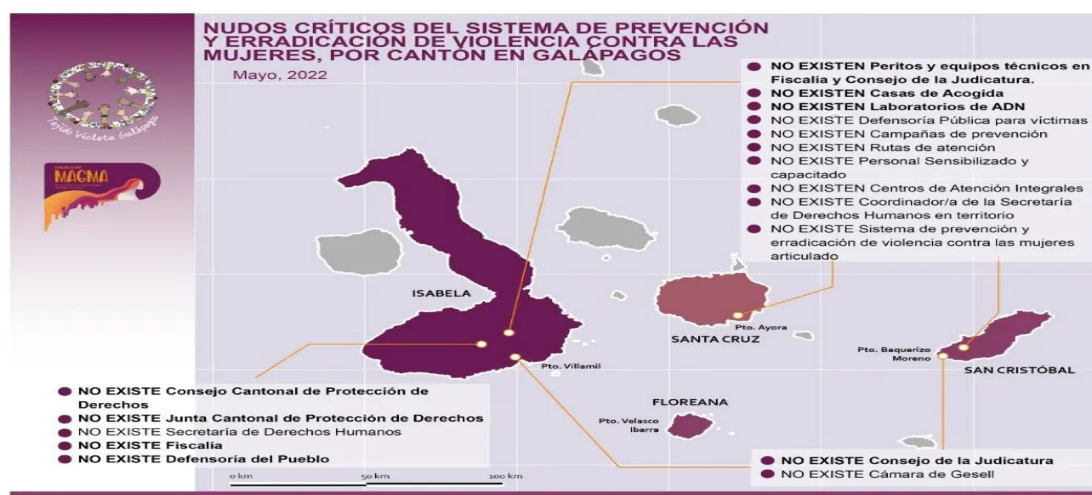 NUDOS CRÍTICOS DEL SISTEMA DE PREVENCIÓN
Y ERRADICACIÓN DE VIOLENCIA CONTRA LAS
MUJERES, POR CANTÓN EN GALÁPAGOS
Mayo, 2022
Tejido Violeta Galápagos
MAGMA
NO EXISTEN Peritos y equipos técnicos en
Fiscalía y Consejo de la Judicatura.
NO EXISTEN Casas de Acogida
NO EXISTEN Laboratorios de ADN
NO EXISTE Defensoría Pública para víctimas
NO EXISTEN Campañas de prevención
NO EXISTEN Rutas de atención
NO EXISTE Personal Sensibilizado y
capacitado
NO EXISTEN Centros de Atención Integrales
NO EXISTE Coordinador/a de la Secretaría
de Derechos Humanos en territorio
NO EXISTE Sistema de prevención y
erradicación de violencia contra las mujeres
articulado
ISABELA
Pto. Villamil
SANTA CRUZ
Pto. Ayora
Pto. Baquerizo
Moreno
SAN CRISTÓBAL
FLOREANA
Pto. Velasco
Ibarra
NO EXISTE Consejo Cantonal de Protección de
Derechos
NO EXISTE Junta Cantonal de Protección de Derechos
NO EXISTE Secretaría de Derechos Humanos
NO EXISTE Fiscalía
NO EXISTE Defensoría del Pueblo
NO EXISTE Consejo de la Judicatura
NO EXISTE Cámara de Gesell
0 km
50 km
100 km